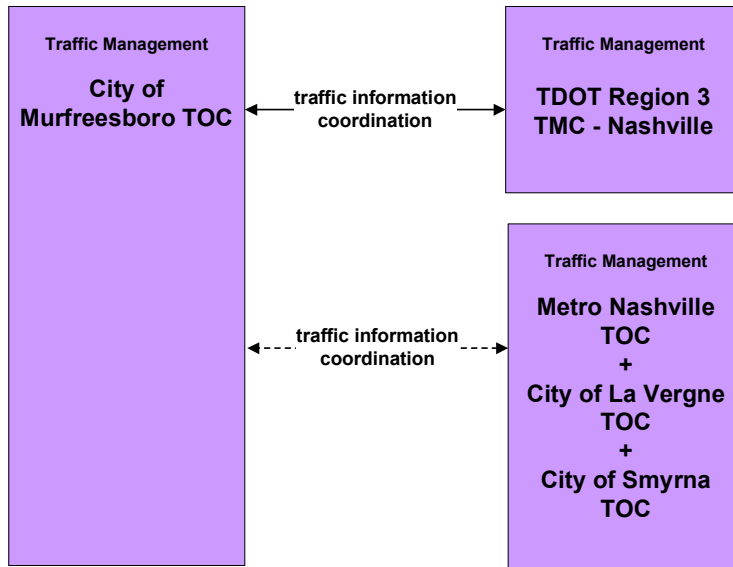 Traffic Management
City of
Murfreesboro TOC
traffic information
coordination
Traffic Management
TDOT Region 3
TMC - Nashville
traffic information
coordination
Traffic Management
Metro Nashville
TOC
+
City of La Vergne
TOC
+
City of Smyrna
TOC